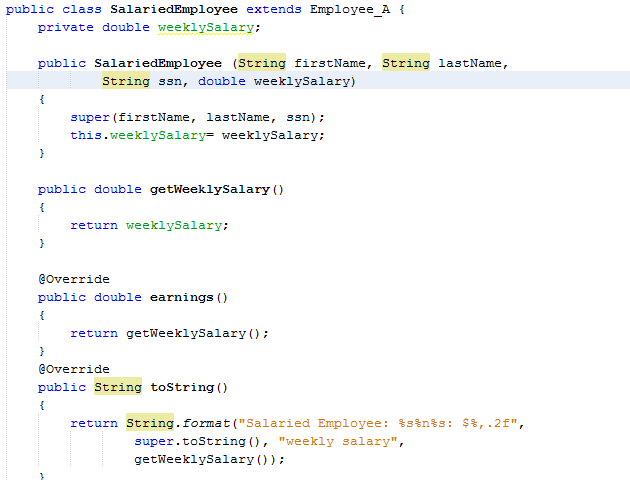 public class SalariedEmployee extends Employee_A {
private double weeklySalary;
public SalariedEmployee (String firstName, String lastName,
String ssn, double weeklySalary)
{
super(firstName, lastName, ssn);
this.weeklySalary= weeklySalary;
}
public double getWeeklySalary()
{
return weeklySalary;
}
@Override
public double earnings()
{
return getWeeklySalary();
}
@Override
public String toString()
{
return String.format("Salaried Employee: %s%n%s: $%,.2f",
super.toString(), "weekly salary",
getWeeklySalary());
}